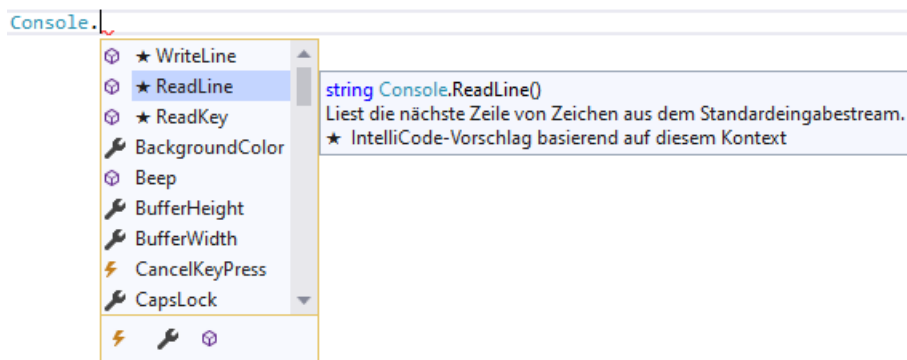 Console.
★ WriteLine
★ ReadLine
★ ReadKey
BackgroundColor
Beep
BufferHeight
BufferWidth
CancelKeyPress
CapsLock
string Console.ReadLine()
Liest die nächste Zeile von Zeichen aus dem Standardeingabestream.
★ IntelliCode-Vorschlag basierend auf diesem Kontext